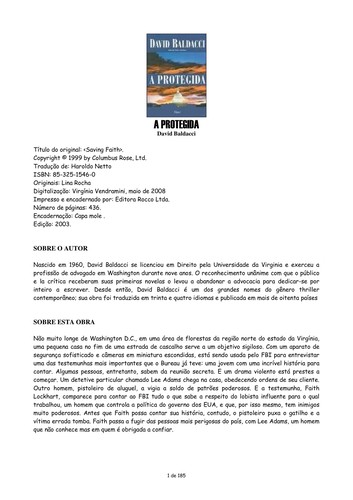 DAVID BALDACCI
A PROTEGIDA
A PROTEGIDA
David Baldacci
Título do original: <Saving Faith>.
Copyright © 1999 by Columbus Rose, Ltd.
Tradução de: Haroldo Netto
ISBN: 85-325-1546-0
Originais: Lina Rocha
Digitalização: Virgínia Vendramini, maio de 2008
Impresso e encadernado por: Editora Rocco Ltda.
Número de páginas: 436.
Encadernação: Capa mole .
Edição: 2003.
SOBRE O AUTOR
Nascido em 1960, David Baldacci se licenciou em Direito pela Universidade da Virginia e exerceu a
profissão de advogado em Washington durante nove anos. O reconhecimento unânime com que o público
e la crítica receberam suas primeiras novelas o levou a abandonar a advocacia para dedicar-se por
inteiro a escrever. Desde então, David Baldacci é um dos grandes nomes do gênero thriller
contemporâneo; sua obra foi traduzida em trinta e quatro idiomas e publicada em mais de oitenta países
SOBRE ESTA OBRA
Não muito longe de Washington D.C., em uma área de florestas da região norte do estado da Virgínia,
uma pequena casa no fim de uma estrada de cascalho serve a um objetivo sigiloso. Com um aparato de
segurança sofisticado e câmeras em miniatura escondidas, está sendo usado pelo FBI para entrevistar
uma das testemunhas mais importantes que o Bureau já teve: uma jovem com uma incrível história para
contar. Algumas pessoas, entretanto, sabem da reunião secreta. E um drama violento está prestes a
começar. Um detetive particular chamado Lee Adams chega na casa, obedecendo ordens de seu cliente.
Outro homem, pistoleiro de aluguel, a vigia a soldo de patrões poderosos. E a testemunha, Faith
Lockhart, comparece para contar ao FBI tudo o que sabe a respeito do lobista influente para o qual
trabalhou, um homem que controla a política do governo dos EUA, e que, por isso mesmo, tem inimigos
muito poderosos. Antes que Faith possa contar sua história, contudo, o pistoleiro puxa o gatilho e a
vítima errada tomba. Faith passa a fugir das pessoas mais perigosas do país, com Lee Adams, um homem
que não conhece mas em quem é obrigada a confiar.
1 de 185